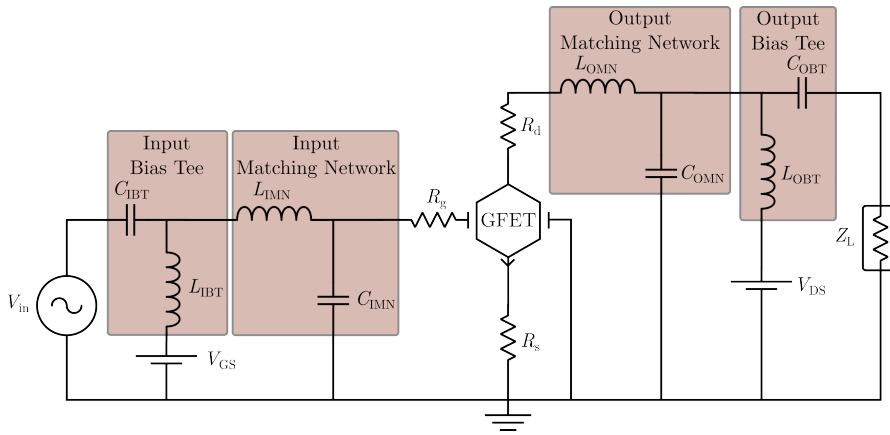 Output
Matching Network
Output
Bias Tee
L_OMN
C_OBT
R_d
C_OMN
L_OBT
Input
Bias Tee
Input
Matching Network
C_IBT
L_IMN
R_g
GFET
Z_L
V_in
L_IBT
C_IMN
V_DS
R_s
V_GS